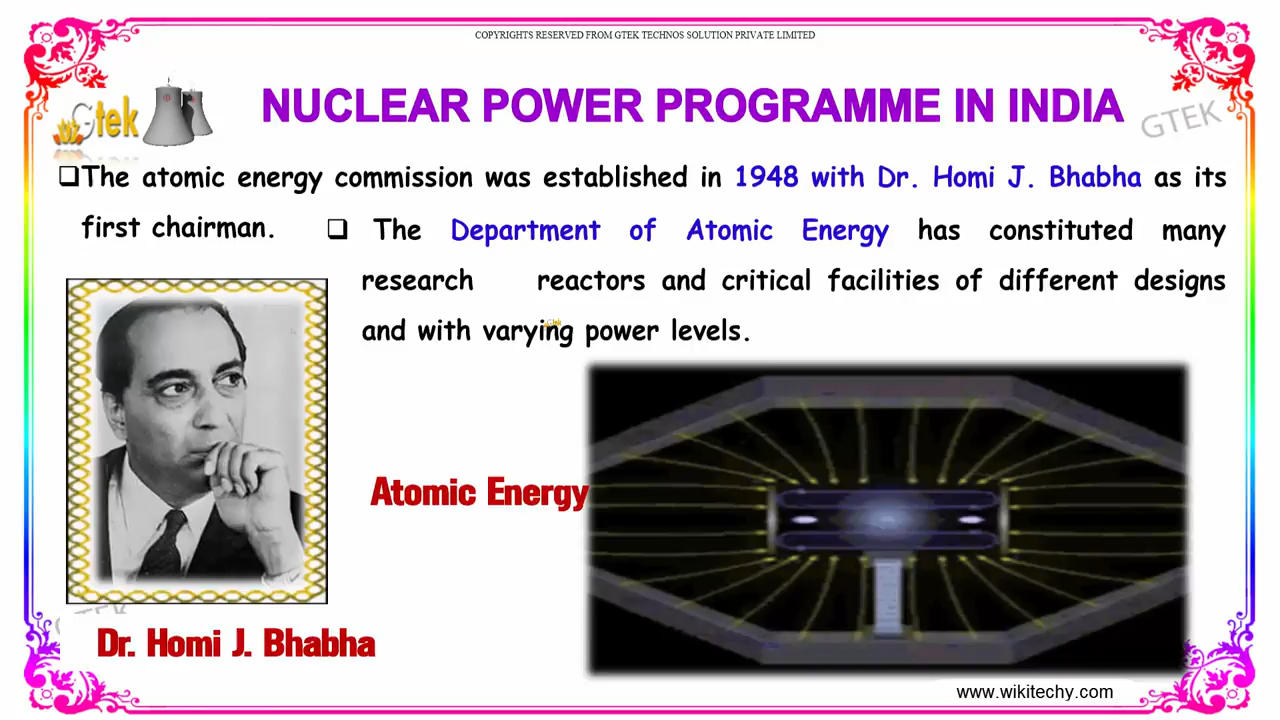 COPYRIGHTS RESERVED FROM GTEK TECHNOS SOLUTION PRIVATE LIMITED
Gtek
NUCLEAR POWER PROGRAMME IN INDIA
GTEK
❑The atomic energy commission was established in 1948 with Dr. Homi J. Bhabha as its
first chairman.
❑ The Department of Atomic Energy has constituted many
research reactors and critical facilities of different designs
and with varying power levels.
Atomic Energy
GTEK
Dr. Homi J. Bhabha
GTEK
www.wikitechy.com